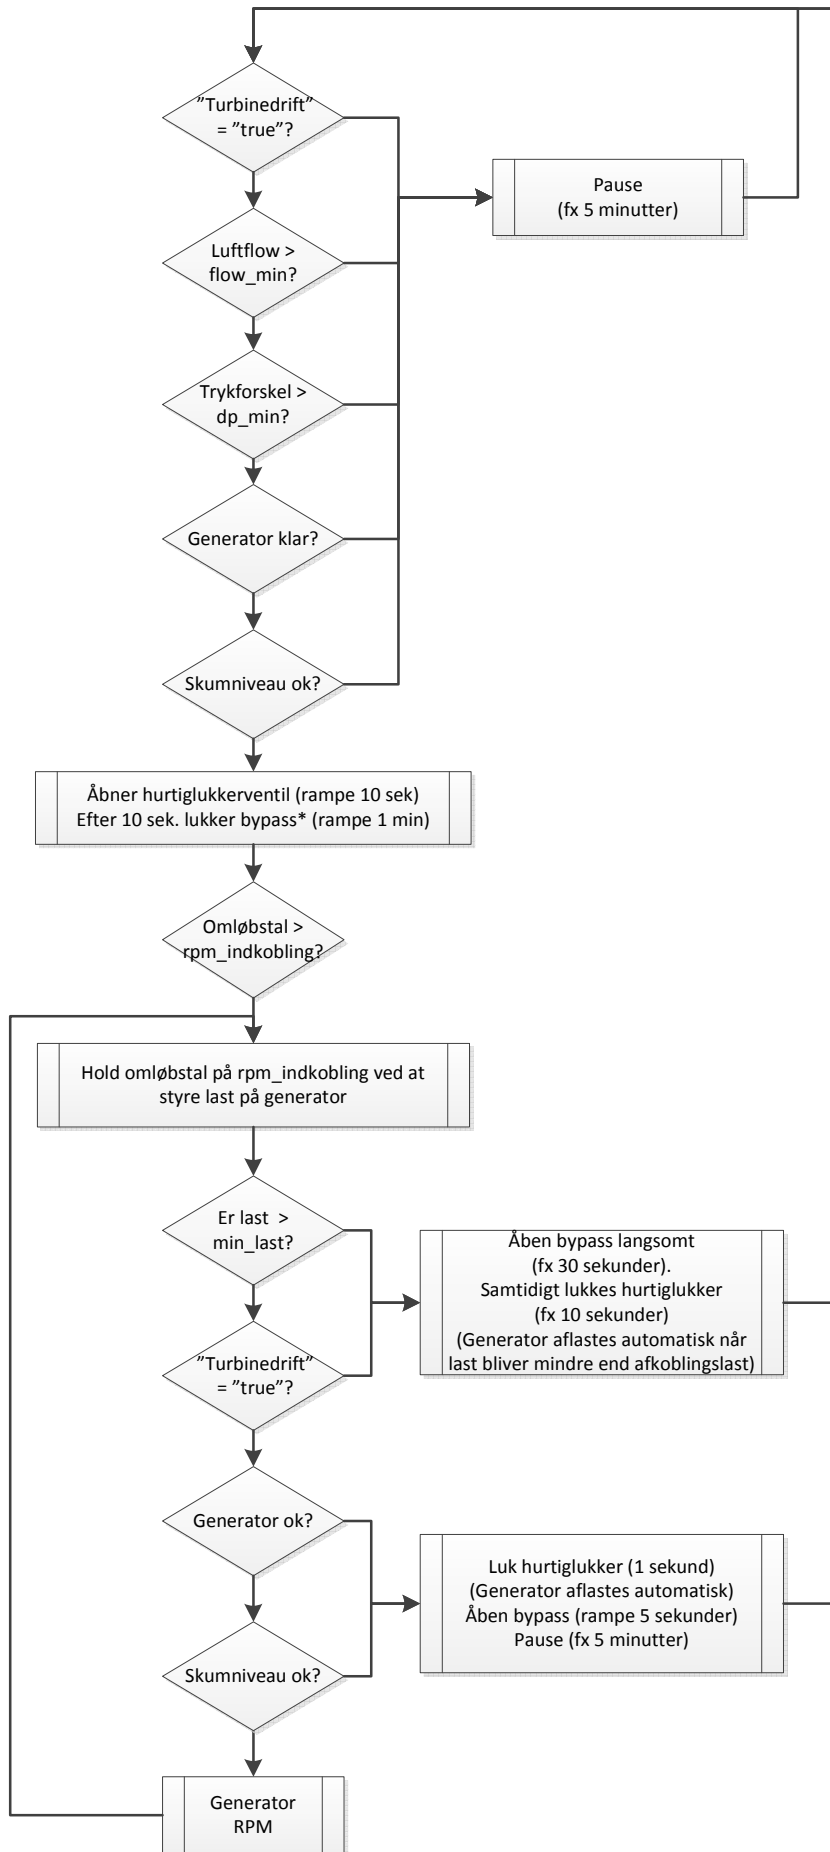 ”Turbinedrift”
= ”true”?
Pause
(fx 5 minutter)
Luftflow >
flow_min?
Trykforskel >
dp_min?
Generator klar?
Skumniveau ok?
Åbner hurtiglukkerventil (rampe 10 sek)
Efter 10 sek. lukker bypass* (rampe 1 min)
Omløbstal >
rpm_indkobling?
Hold omløbstal på rpm_indkobling ved at
styre last på generator
Er last >
min_last?
Åben bypass langsomt
(fx 30 sekunder).
Samtidigt lukkes hurtiglukker
(fx 10 sekunder)
(Generator aflastes automatisk når
last bliver mindre end afkoblingslast)
”Turbinedrift”
= ”true”?
Generator ok?
Luk hurtiglukker (1 sekund)
(Generator aflastes automatisk)
Åben bypass (rampe 5 sekunder)
Pause (fx 5 minutter)
Skumniveau ok?
Generator
RPM